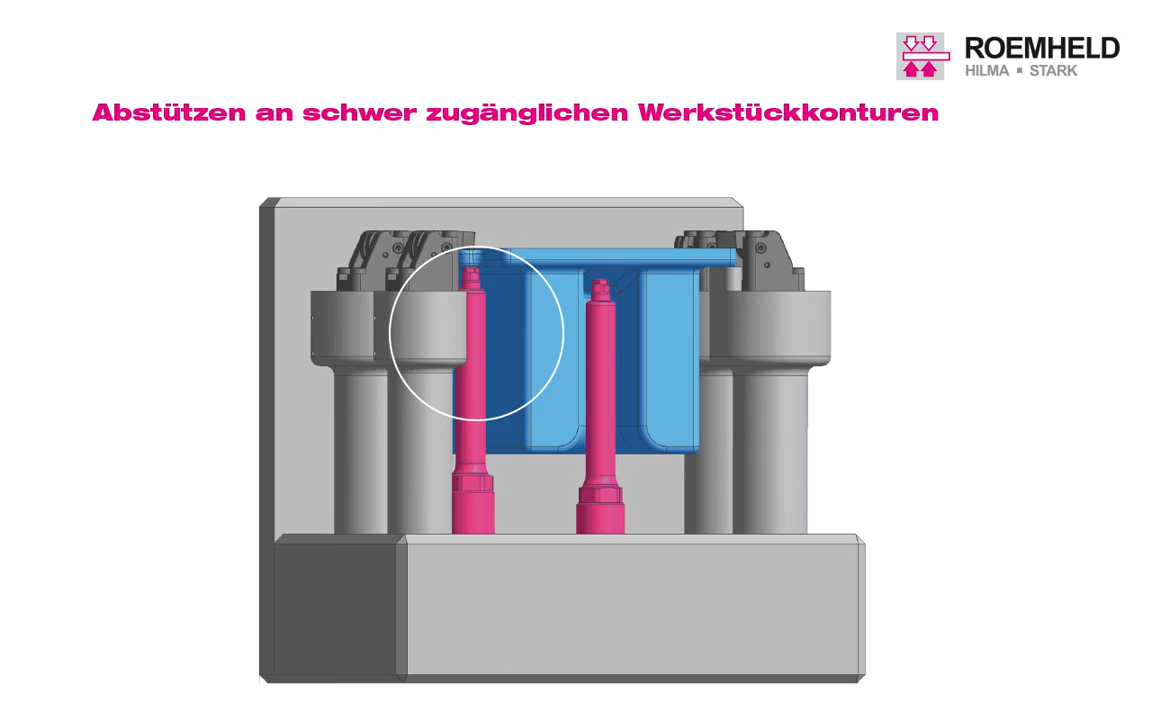 ROEMHELD
HILMA ▪ STARK
Abstützen an schwer zugänglichen Werkstückkonturen